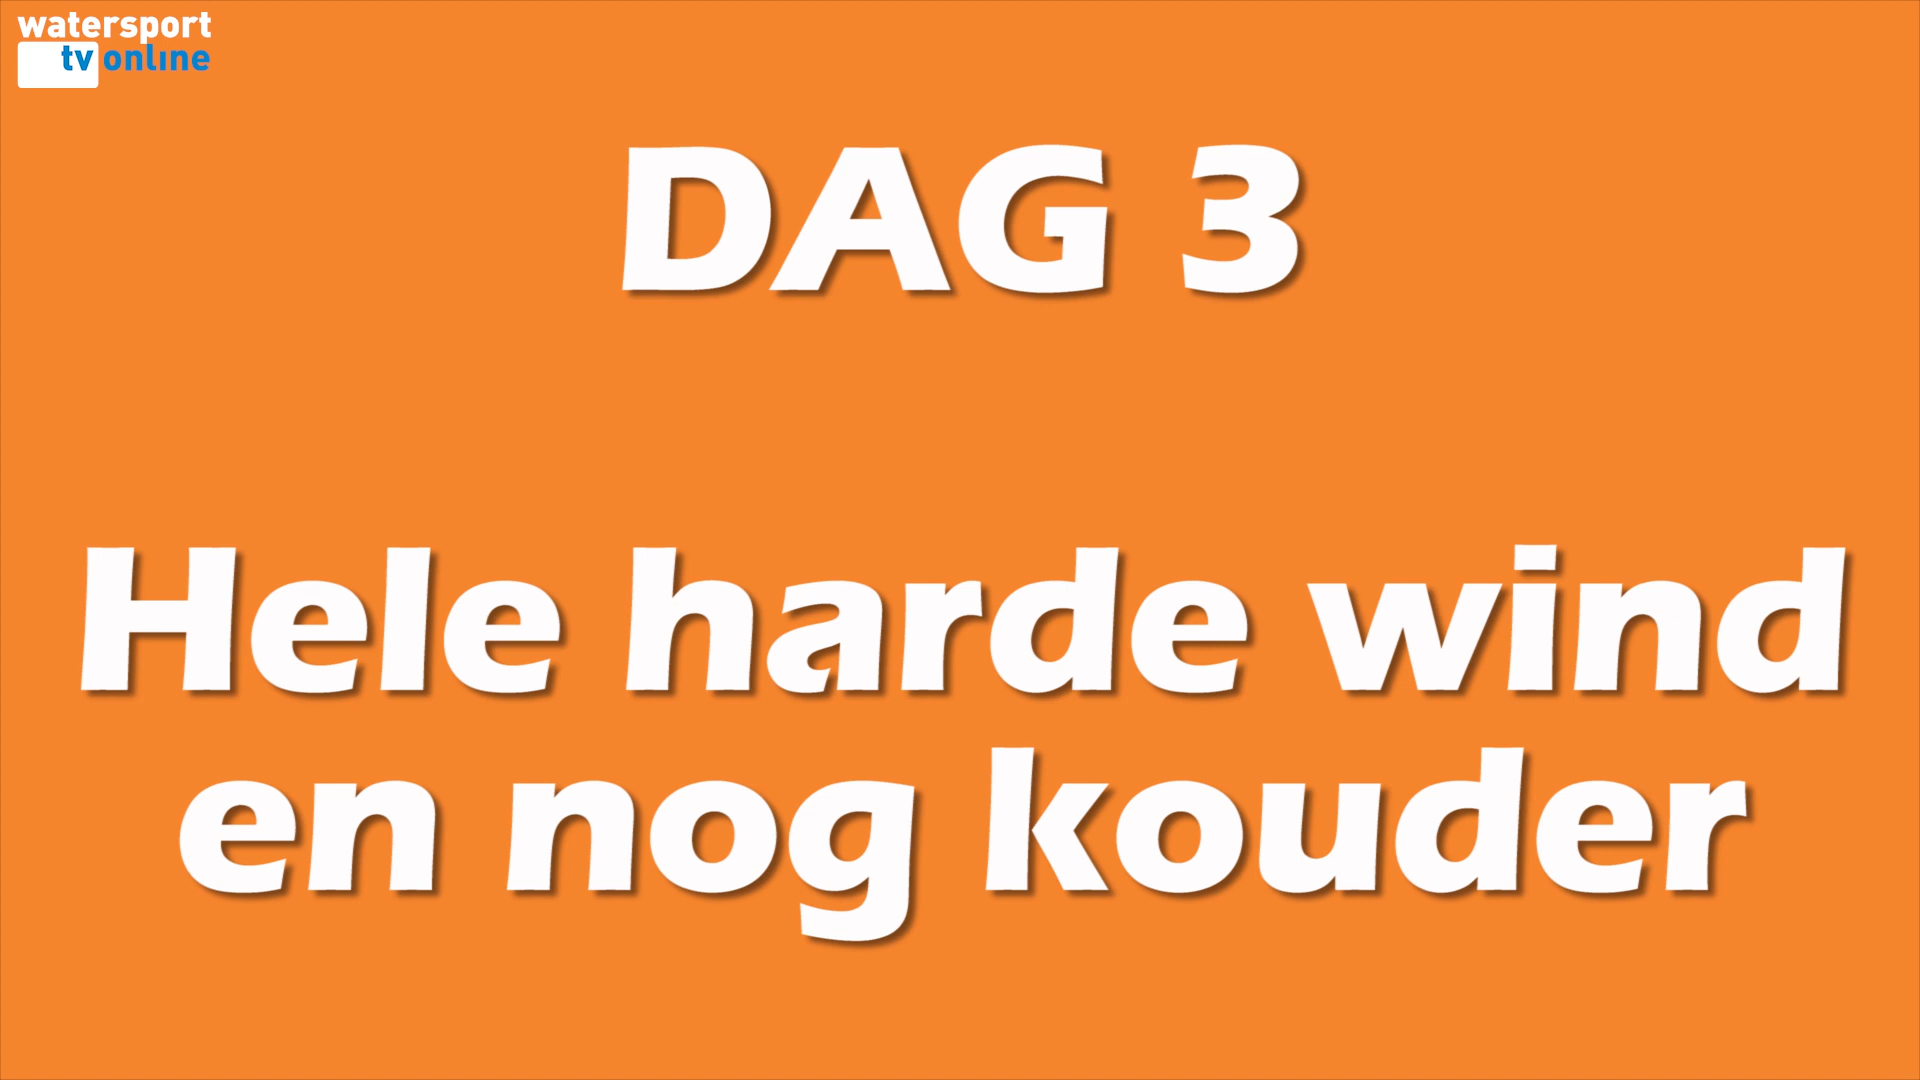 watersport
tv online
DAG 3
Hele harde wind
en nog kouder